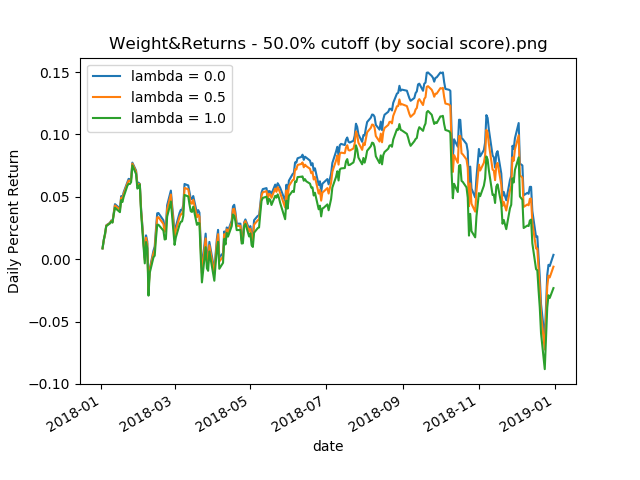 Weight&Returns - 50.0% cutoff (by social score).png
lambda = 0.0
lambda = 0.5
lambda = 1.0
Daily Percent Return
0.15
0.10
0.05
0.00
−0.05
−0.10
2018-01
2018-03
2018-05
2018-07
2018-09
2018-11
2019-01
date